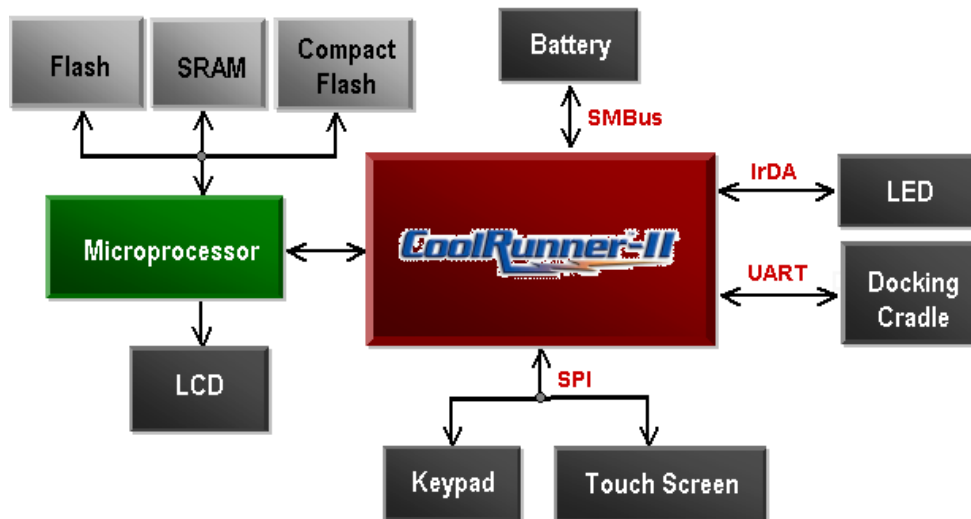 Flash
SRAM
Compact
Flash
Battery
SMBus
IrDA
LED
Microprocessor
CoolRunner-II
UART
Docking
Cradle
LCD
SPI
Keypad
Touch Screen